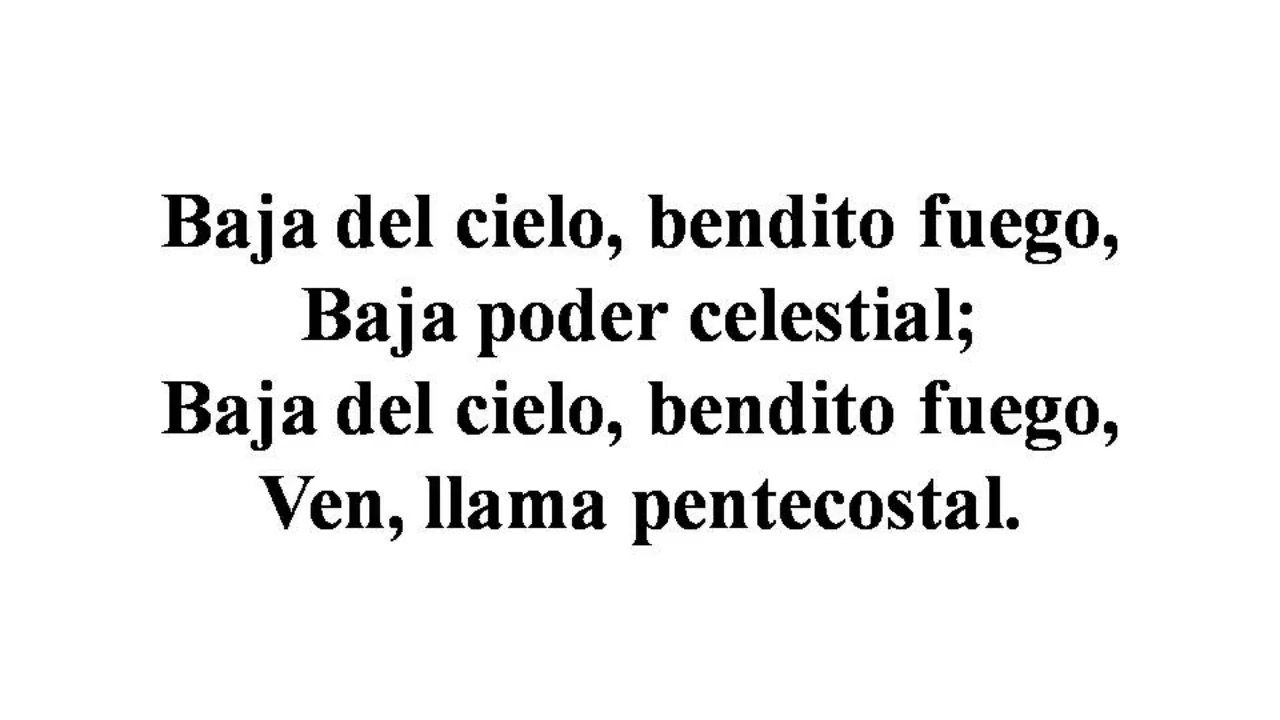 Baja del cielo, bendito fuego,
Baja poder celestial;
Baja del cielo, bendito fuego,
Ven, llama pentecostal.